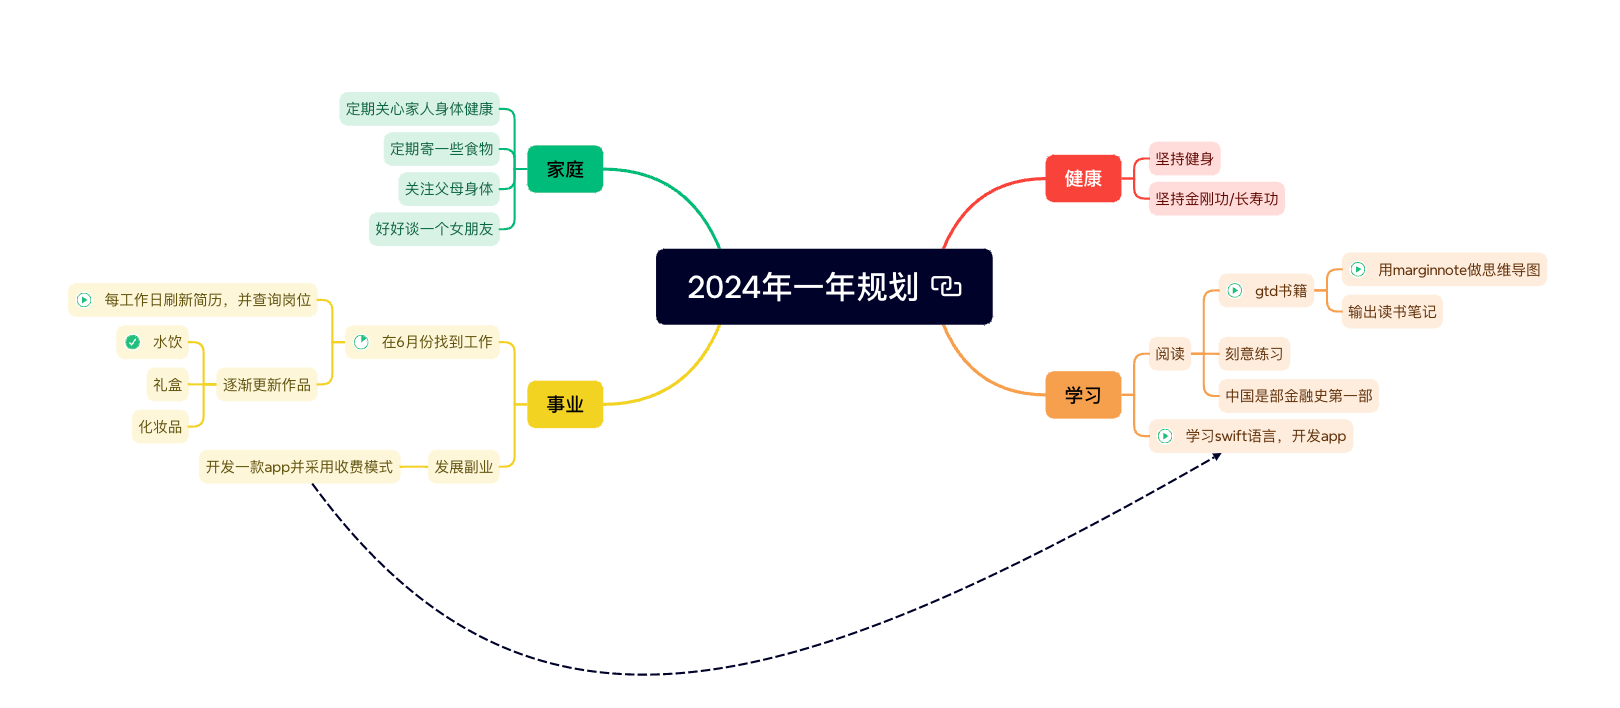 2024年一年规划
健康
坚持健身
坚持金刚功/长寿功
学习
阅读
gtd书籍
用marginnote做思维导图
输出读书笔记
刻意练习
中国是部金融史第一部
学习swift语言，开发app
事业
在6月份找到工作
每工作日刷新简历，并查询岗位
逐渐更新作品
水饮
礼盒
化妆品
发展副业
开发一款app并采用收费模式
家庭
定期关心家人身体健康
定期寄一些食物
关注父母身体
好好谈一个女朋友